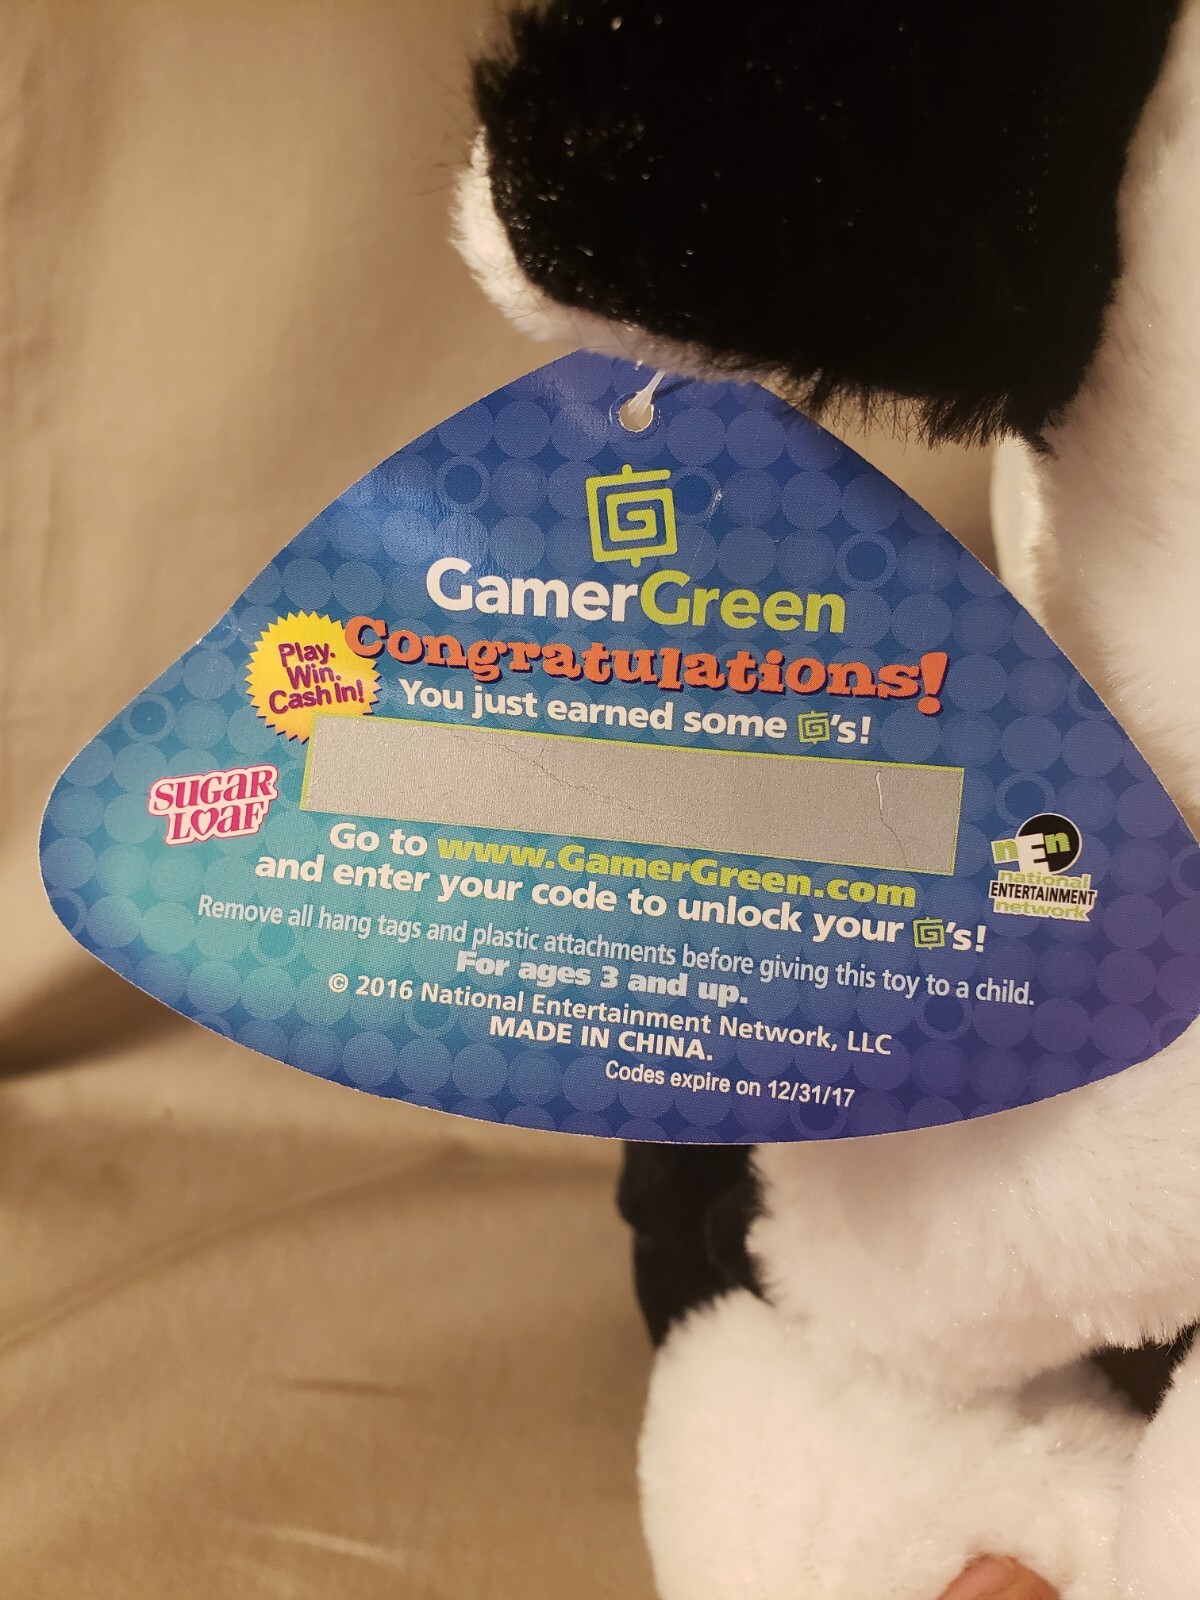 G
GamerGreen
Congratulations!
Play.
Win.
Cash In!
You just earned some G's!
SUGAR
LOAF
Go to www.GamerGreen.com
and enter your code to unlock your G's!
nEn
national
ENTERTAINMENT
network
Remove all hang tags and plastic attachments before giving this toy to a child.
For ages 3 and up.
© 2016 National Entertainment Network, LLC
MADE IN CHINA.
Codes expire on 12/31/17